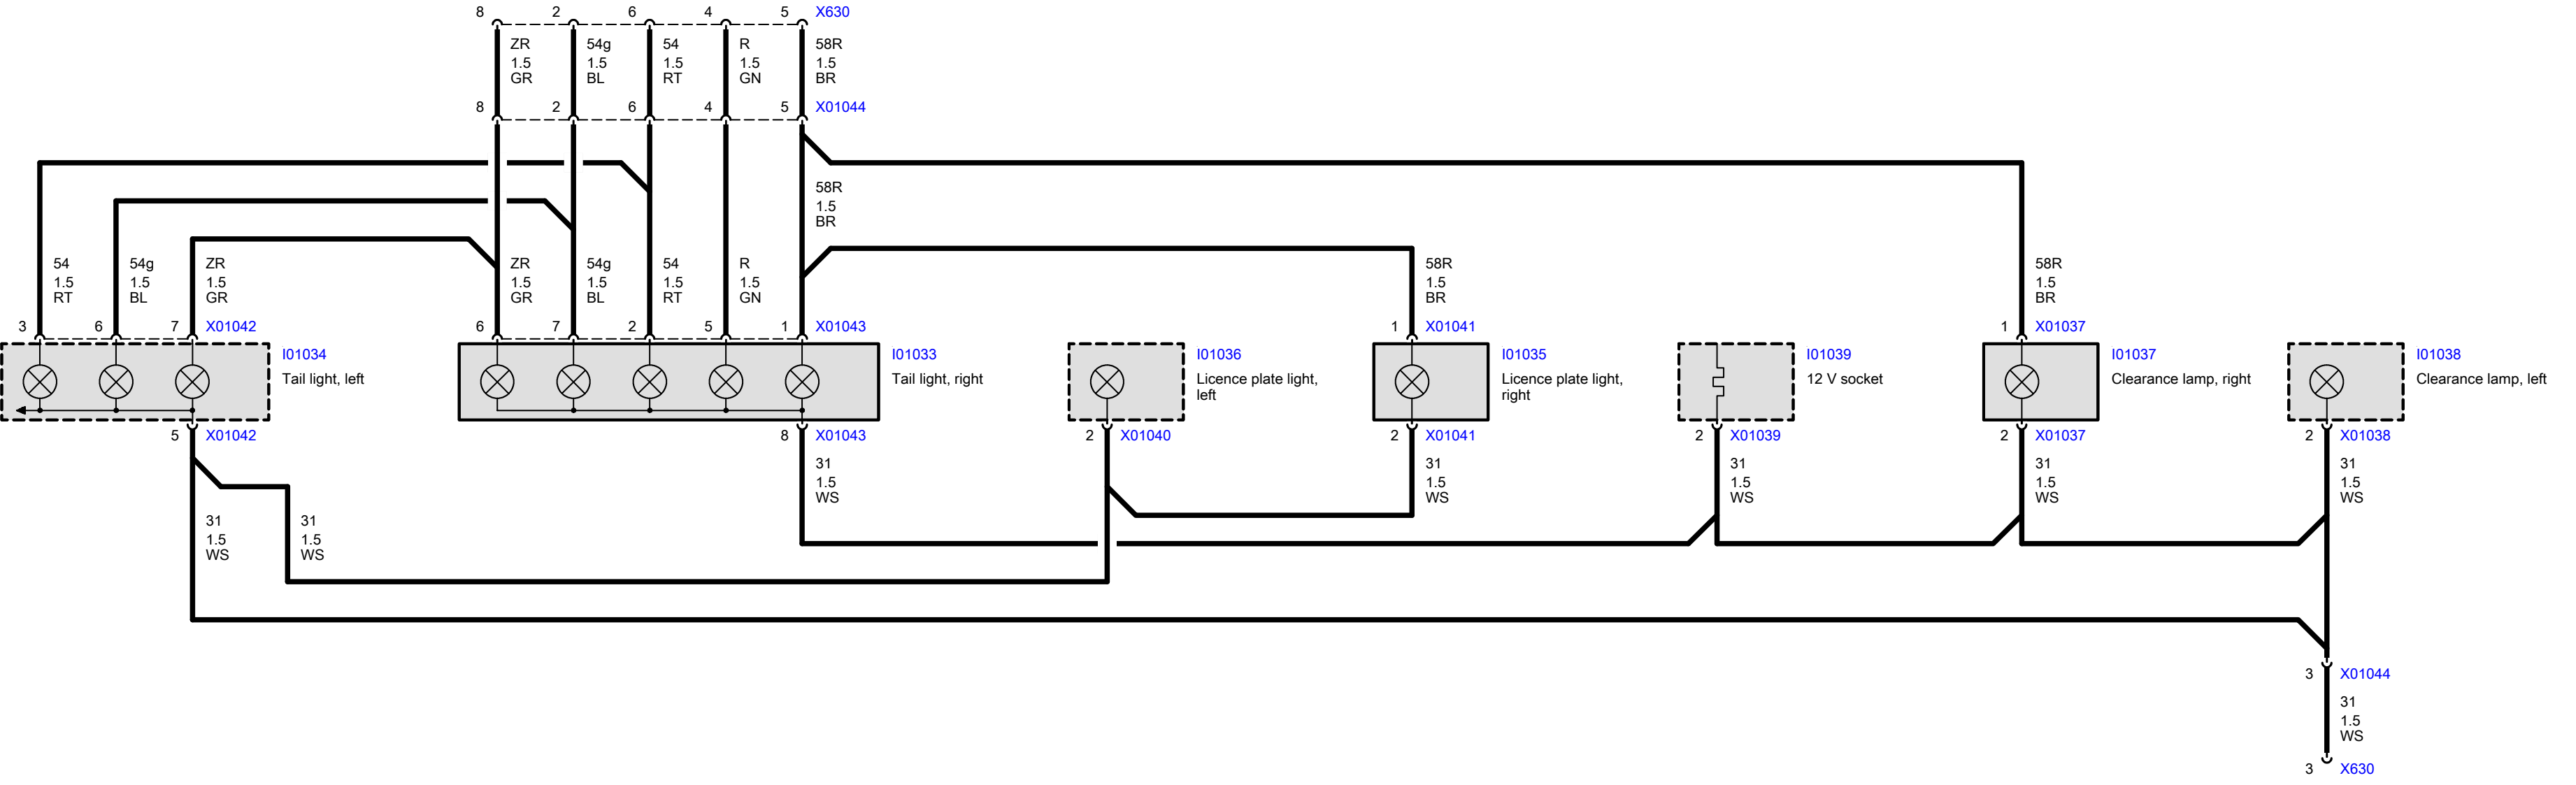 8 2 6 4 5 X630
ZR 54g 54 R 58R
1.5 1.5 1.5 1.5 1.5
GR BL RT GN BR
8 2 6 4 5 X01044
58R
1.5
BR
54 54g ZR ZR 54g 54 R 58R 58R
1.5 1.5 1.5 1.5 1.5 1.5 1.5 1.5 1.5
RT BL GR GR BL RT GN BR BR
3 6 7 X01042 6 7 2 5 1 X01043 1 X01041 1 X01037
I01034 I01033 I01036 I01035 I01039 I01037 I01038
Tail light, left Tail light, right Licence plate light, Licence plate light, 12 V socket Clearance lamp, right Clearance lamp, left
left right
5 X01042 8 X01043 2 X01040 2 X01041 2 X01039 2 X01037 2 X01038
31 31 31 31 31
1.5 1.5 1.5 1.5 1.5
WS WS WS WS WS
31 31
1.5 1.5
WS WS
3 X01044
31
1.5
WS
3 X630